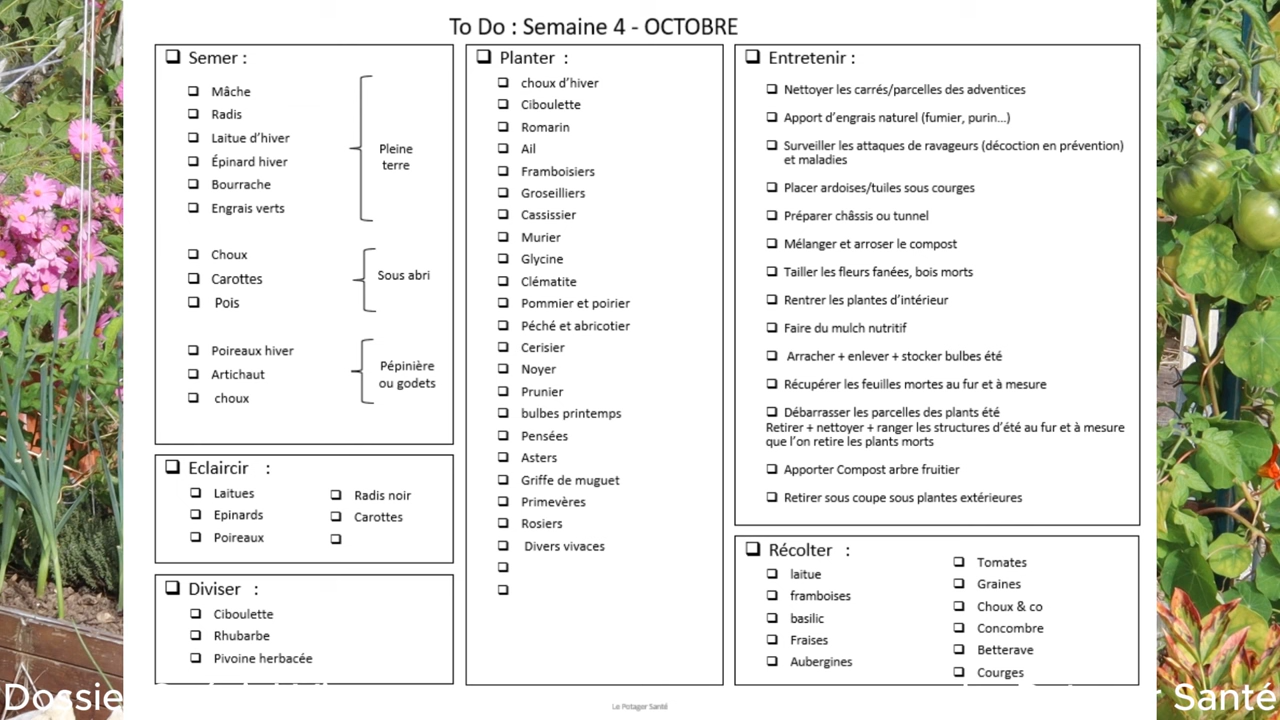 To Do : Semaine 4 - OCTOBRE
Semer :
Mâche
Radis
Laitue d'hiver
Épinard hiver
Bourrache
Engrais verts
Pleine
terre
Choux
Carottes
Pois
Sous abri
Poireaux hiver
Artichaut
choux
Pépinière
ou godets
Eclaircir :
Laitues
Epinards
Poireaux
Radis noir
Carottes
Diviser :
Ciboulette
Rhubarbe
Pivoine herbacée
Planter :
choux d'hiver
Ciboulette
Romarin
Ail
Framboisiers
Groseilliers
Cassissier
Murier
Glycine
Clématite
Pommier et poirier
Péché et abricotier
Cerisier
Noyer
Prunier
bulbes printemps
Pensées
Asters
Griffe de muguet
Primevères
Rosiers
Divers vivaces
Entretenir :
Nettoyer les carrés/parcelles des adventices
Apport d'engrais naturel (fumier, purin...)
Surveiller les attaques de ravageurs (décoction en prévention)
et maladies
Placer ardoises/tuiles sous courges
Préparer châssis ou tunnel
Mélanger et arroser le compost
Tailler les fleurs fanées, bois morts
Rentrer les plantes d'intérieur
Faire du mulch nutritif
Arracher + enlever + stocker bulbes été
Récupérer les feuilles mortes au fur et à mesure
Débarrasser les parcelles des plants été
Retirer + nettoyer + ranger les structures d'été au fur et à mesure
que l'on retire les plants morts
Apporter Compost arbre fruitier
Retirer sous coupe sous plantes extérieures
Récolter :
laitue
framboises
basilic
Fraises
Aubergines
Tomates
Graines
Choux & co
Concombre
Betterave
Courges
Le Potager Santé
Dossie
r Santé